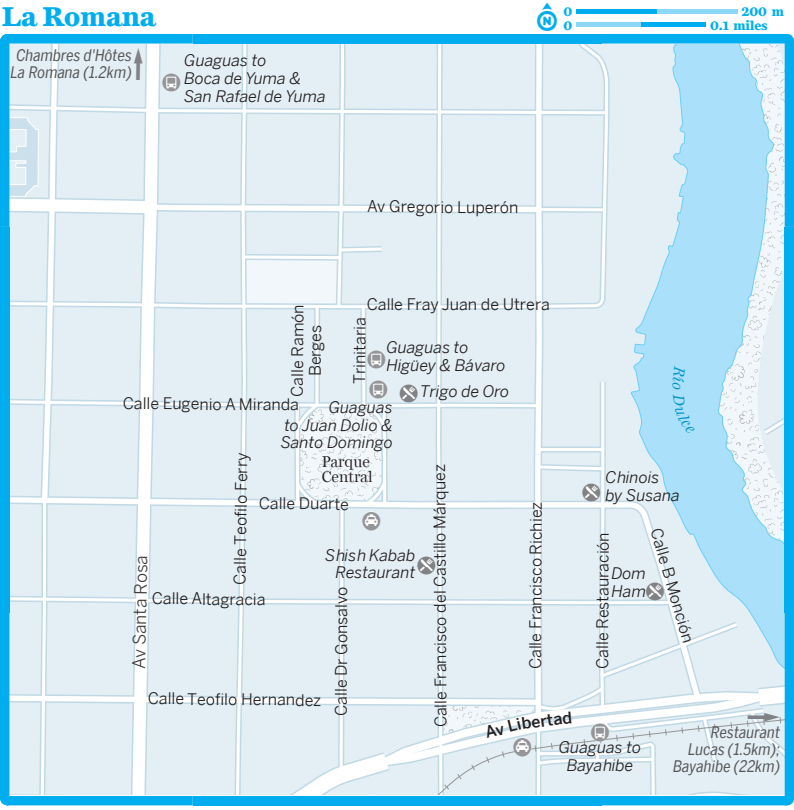 La Romana
N
0 200 m
0 0.1 miles
Chambres d'Hôtes
La Romana (1.2km)
Guaguas to
Boca de Yuma &
San Rafael de Yuma
Av Gregorio Luperón
Calle Fray Juan de Utrera
Calle Ramón
Berges
Trinitaria
Guaguas to
Higüey & Bávaro
Trigo de Oro
Río Dulce
Calle Eugenio A Miranda
Guaguas
to Juan Dolio &
Santo Domingo
Parque
Central
Calle Teofilo Ferry
Calle Duarte
Chinois
by Susana
Calle Francisco del Castillo Márquez
Calle Francisco Richiez
Calle Restauración
Calle B Monción
Shish Kabab
Restaurant
Dom
Ham
Av Santa Rosa
Calle Altagracia
Calle Dr Gonsalvo
Calle Teofilo Hernandez
Av Libertad
Guaguas to
Bayahibe
Restaurant
Lucas (1.5km);
Bayahibe (22km)